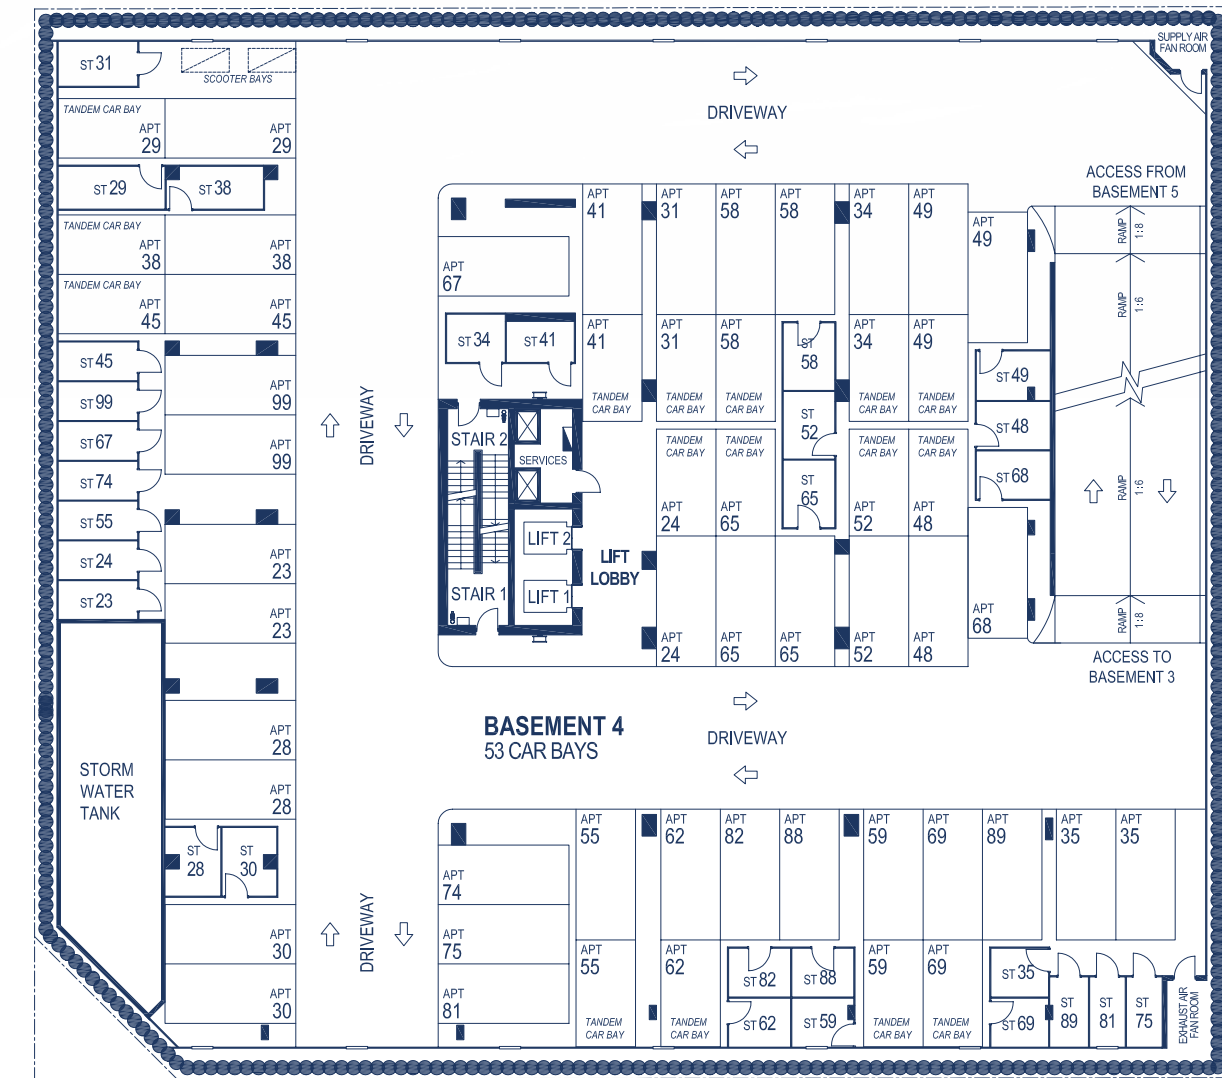 SUPPLY AIR
FAN ROOM
ST 31
SCOOTER BAYS
DRIVEWAY
TANDEM CAR BAY
APT
29
APT
29
ST 29
ST 38
ACCESS FROM
BASEMENT 5
TANDEM CAR BAY
APT
38
APT
38
TANDEM CAR BAY
APT
45
APT
45
APT
41
APT
31
APT
58
APT
58
APT
34
APT
49
APT
49
RAMP
1:8
APT
67
RAMP
1:6
ST 34
ST 41
APT
41
TANDEM
CAR BAY
APT
31
TANDEM
CAR BAY
APT
58
TANDEM
CAR BAY
ST
58
APT
34
TANDEM
CAR BAY
APT
49
TANDEM
CAR BAY
ST 45
ST 99
ST 67
ST 74
ST 55
ST 24
ST 23
APT
99
APT
99
DRIVEWAY
ST 49
ST 48
ST 68
STAIR 2
SERVICES
LIFT 2
LIFT 1
STAIR 1
LIFT
LOBBY
TANDEM
CAR BAY
APT
24
TANDEM
CAR BAY
APT
65
ST
52
ST
65
TANDEM
CAR BAY
APT
52
TANDEM
CAR BAY
APT
48
RAMP
1:6
APT
23
APT
23
APT
24
APT
65
APT
65
APT
52
APT
48
APT
68
RAMP
1:8
ACCESS TO
BASEMENT 3
BASEMENT 4
53 CAR BAYS
DRIVEWAY
STORM
WATER
TANK
APT
28
APT
28
ST
28
ST
30
APT
30
APT
30
DRIVEWAY
APT
74
APT
75
APT
81
APT
55
APT
62
APT
82
APT
88
APT
59
APT
69
APT
89
APT
35
APT
35
APT
55
TANDEM
CAR BAY
APT
62
TANDEM
CAR BAY
ST 82
ST 88
ST 62
ST 59
APT
59
TANDEM
CAR BAY
APT
69
TANDEM
CAR BAY
ST 35
ST 69
ST
89
ST
81
ST
75
EXHAUST AIR
FAN ROOM